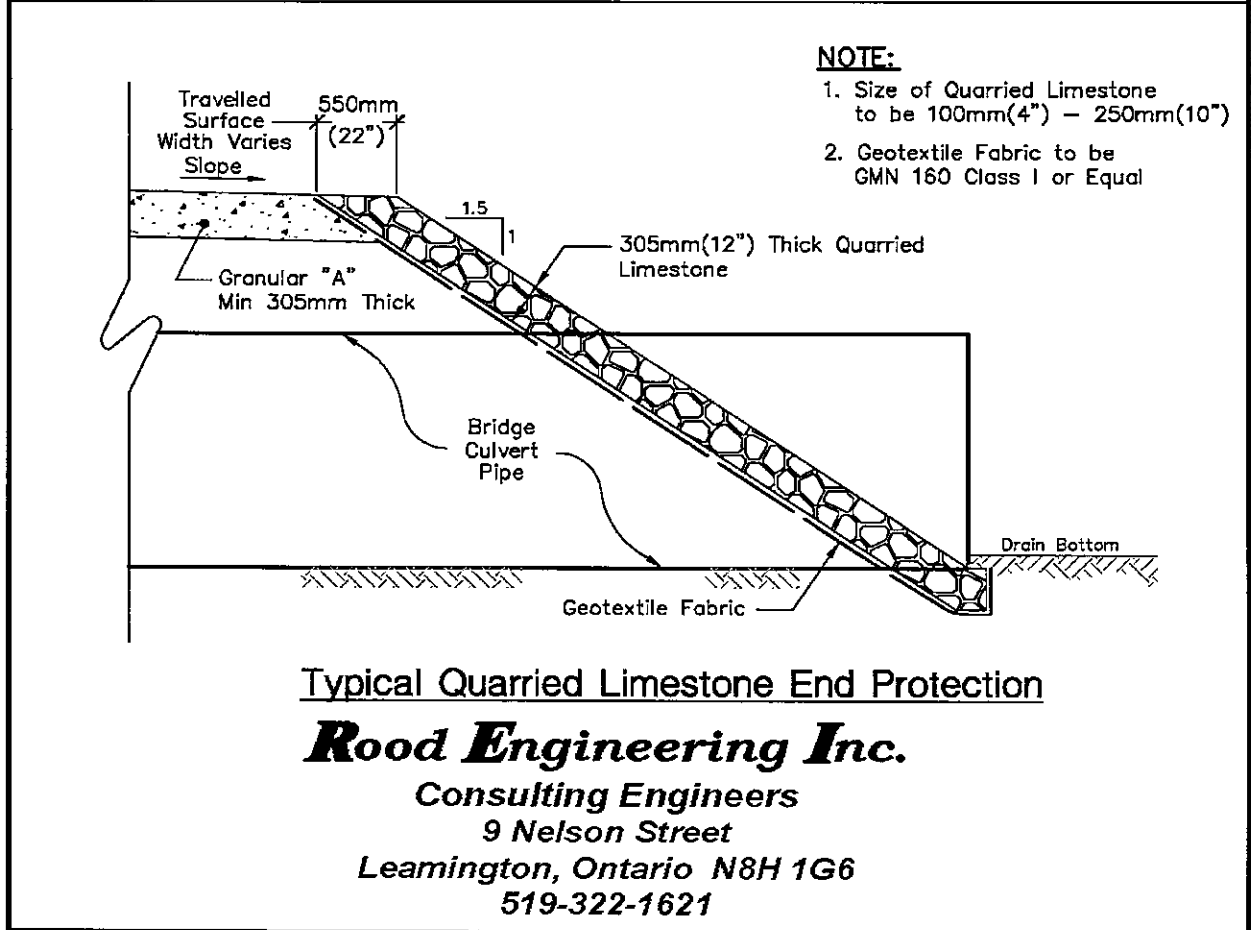 NOTE:
1. Size of Quarried Limestone
to be 100mm(4") – 250mm(10")
2. Geotextile Fabric to be
GMN 160 Class I or Equal
Travelled
Surface
Width Varies
Slope
550mm
(22")
1.5
1
305mm(12") Thick Quarried
Limestone
Granular "A"
Min 305mm Thick
Bridge
Culvert
Pipe
Drain Bottom
Geotextile Fabric
Typical Quarried Limestone End Protection
Rood Engineering Inc.
Consulting Engineers
9 Nelson Street
Leamington, Ontario N8H 1G6
519-322-1621